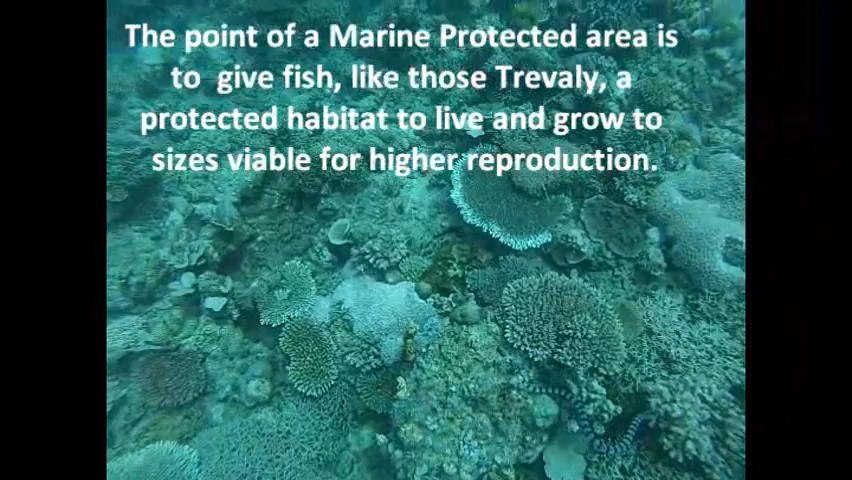 The point of a Marine Protected area is
to give fish, like those Trevaly, a
protected habitat to live and grow to
sizes viable for higher reproduction.